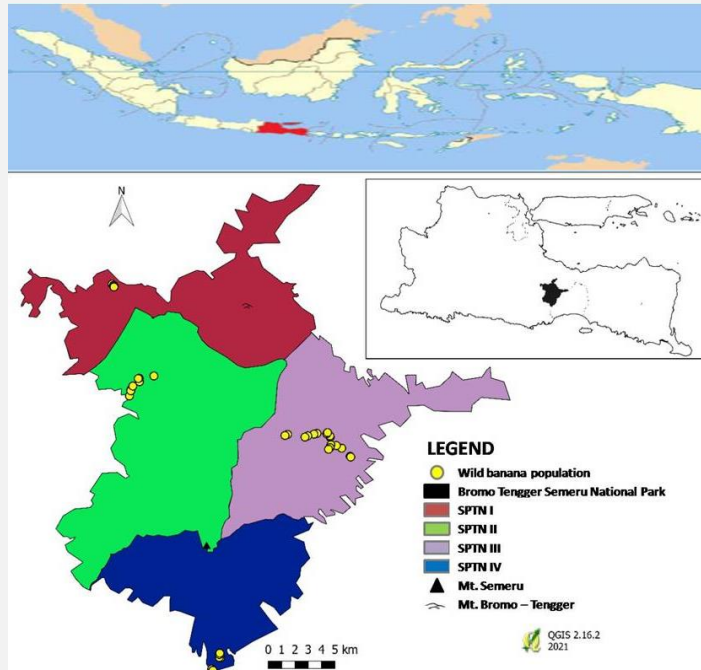 N
LEGEND
Wild banana population
Bromo Tengger Semeru National Park
SPTN I
SPTN II
SPTN III
SPTN IV
Mt. Semeru
Mt. Bromo – Tengger
0 1 2 3 4 5 km
QGIS 2.16.2
2021